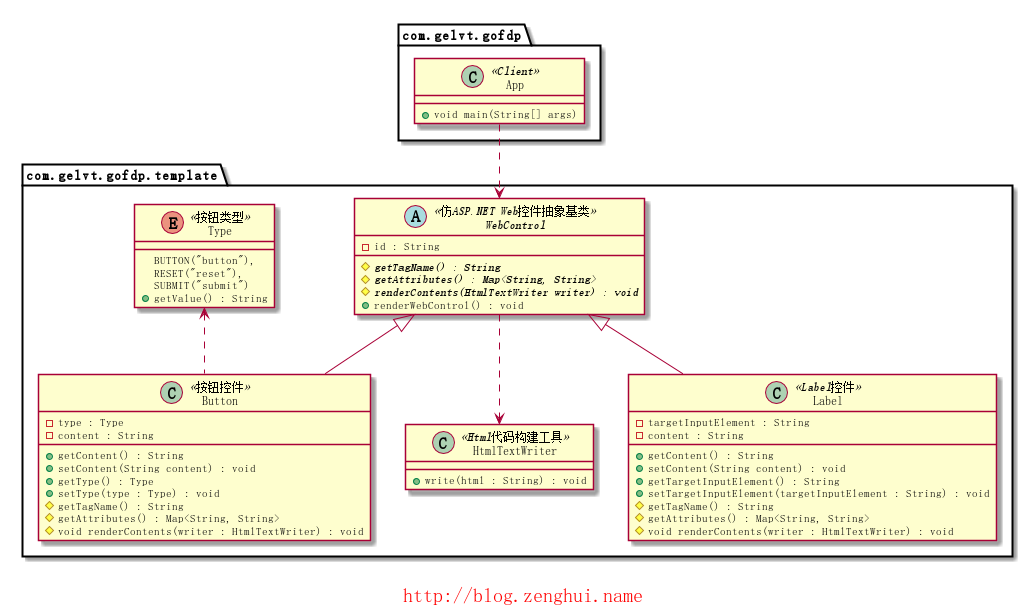 com.gelvt.gofdp
C
«Client»
App
void main(String[] args)
com.gelvt.gofdp.template
E
«按钮类型»
Type
BUTTON("button"),
RESET("reset"),
SUBMIT("submit")
getValue() : String
A
«仿ASP.NET Web控件抽象基类»
WebControl
id : String
getTagName() : String
getAttributes() : Map<String, String>
renderContents(HtmlTextWriter writer) : void
renderWebControl() : void
C
«按钮控件»
Button
type : Type
content : String
getContent() : String
setContent(String content) : void
getType() : Type
setType(type : Type) : void
getTagName() : String
getAttributes() : Map<String, String>
void renderContents(writer : HtmlTextWriter) : void
C
«Html代码构建工具»
HtmlTextWriter
write(html : String) : void
C
«Label控件»
Label
targetInputElement : String
content : String
getContent() : String
setContent(String content) : void
getTargetInputElement() : String
setTargetInputElement(targetInputElement : String) : void
getTagName() : String
getAttributes() : Map<String, String>
void renderContents(writer : HtmlTextWriter) : void
http://blog.zenghui.name